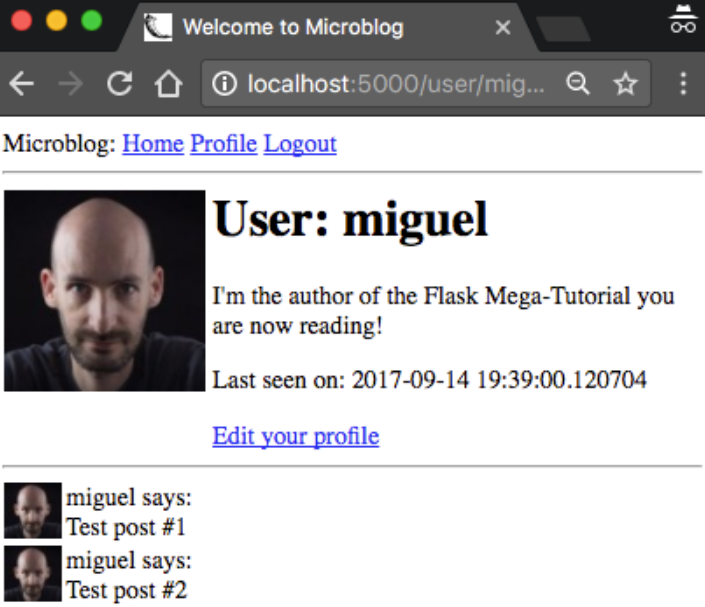 Welcome to Microblog
localhost:5000/user/mig...
Microblog: Home Profile Logout
User: miguel
I'm the author of the Flask Mega-Tutorial you
are now reading!
Last seen on: 2017-09-14 19:39:00.120704
Edit your profile
miguel says:
Test post #1
miguel says:
Test post #2